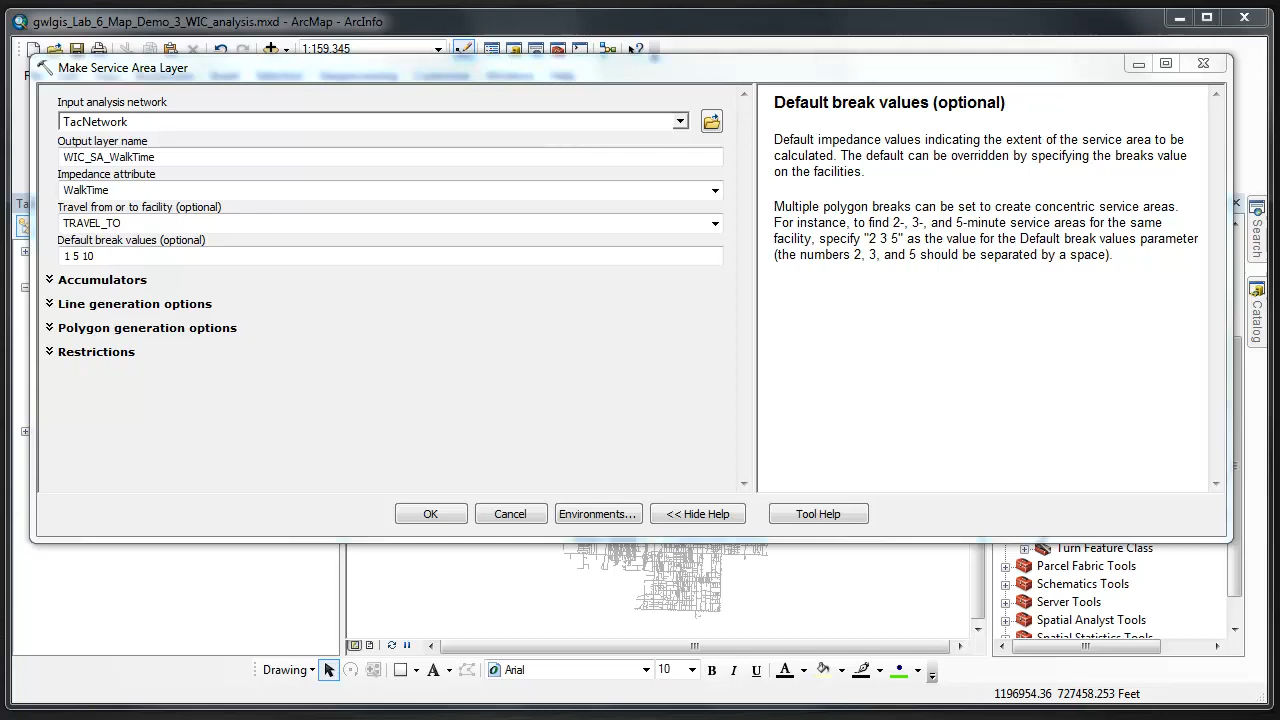 gwlgis_Lab_6_Map_Demo_3_WIC_analysis.mxd - ArcMap - ArcInfo
1:159,345
Make Service Area Layer
Input analysis network
TacNetwork
Output layer name
WIC_SA_WalkTime
Impedance attribute
WalkTime
Travel from or to facility (optional)
TRAVEL_TO
Default break values (optional)
1 5 10
Accumulators
Line generation options
Polygon generation options
Restrictions
Default break values (optional)
Default impedance values indicating the extent of the service area to be
calculated. The default can be overridden by specifying the breaks value
on the facilities.
Multiple polygon breaks can be set to create concentric service areas.
For instance, to find 2-, 3-, and 5-minute service areas for the same
facility, specify "2 3 5" as the value for the Default break values parameter
(the numbers 2, 3, and 5 should be separated by a space).
OK
Cancel
Environments...
<< Hide Help
Tool Help
Search
Catalog
Turn Feature Class
Parcel Fabric Tools
Schematics Tools
Server Tools
Spatial Analyst Tools
Spatial Statistics Tools
Drawing
A
Arial
10
B
I
U
A
1196954.36 727458.253 Feet